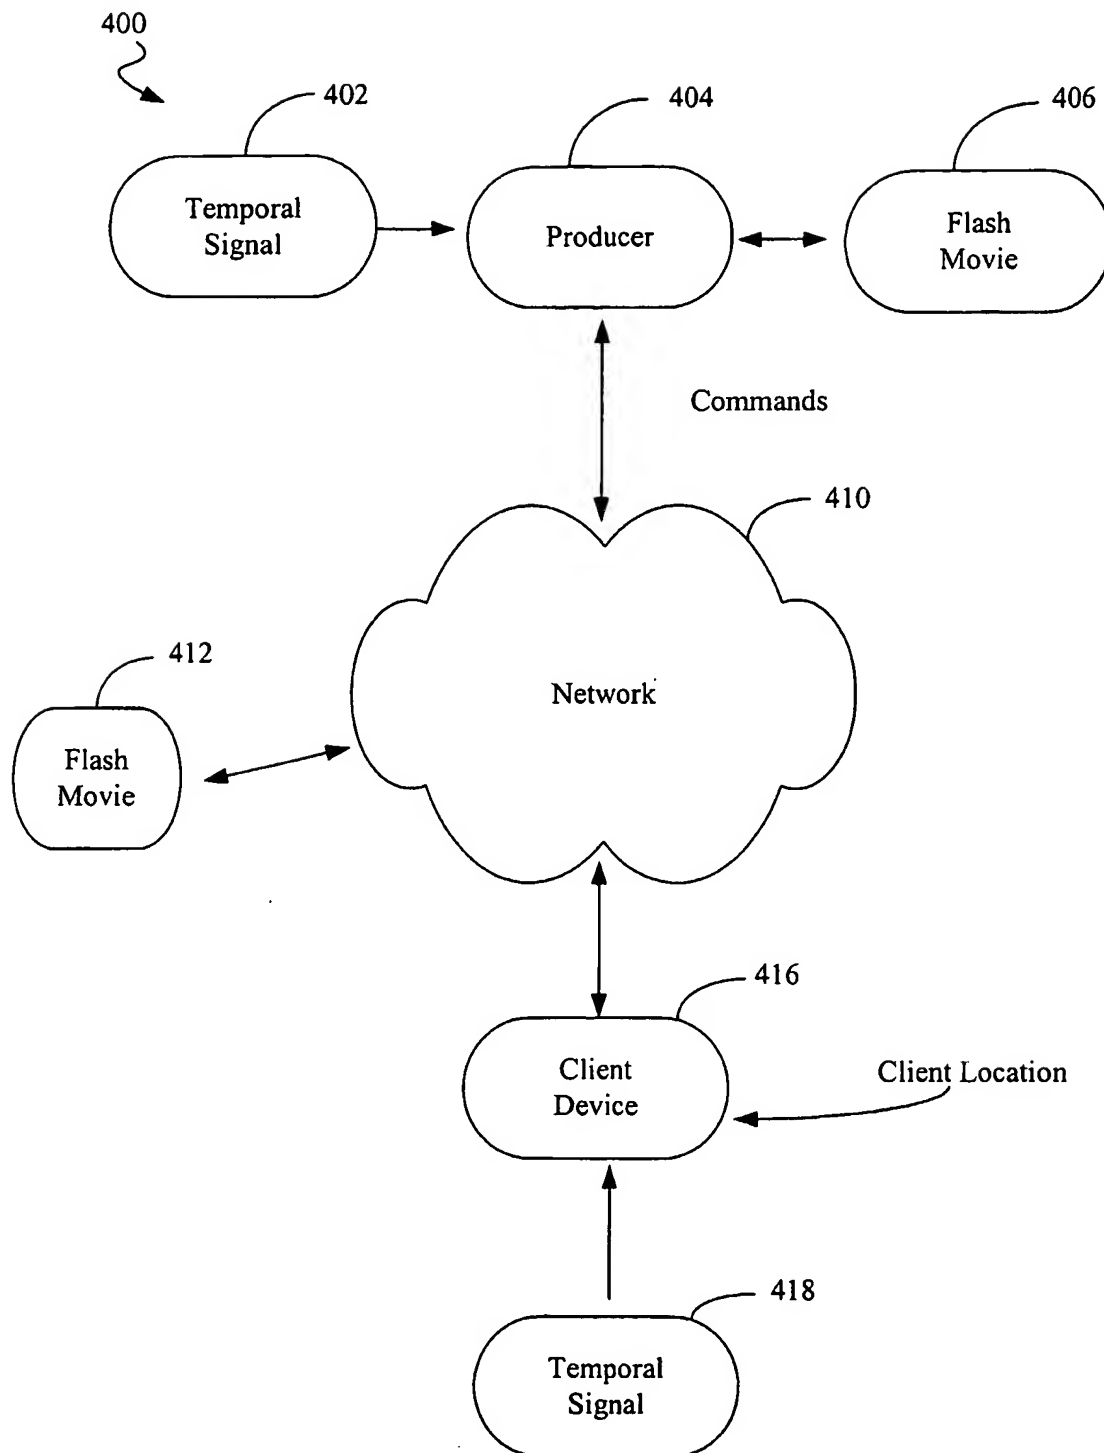 400
402
404
406
Temporal
Signal
Producer
Flash
Movie
Commands
410
412
Network
Flash
Movie
416
Client
Device
Client Location
418
Temporal
Signal